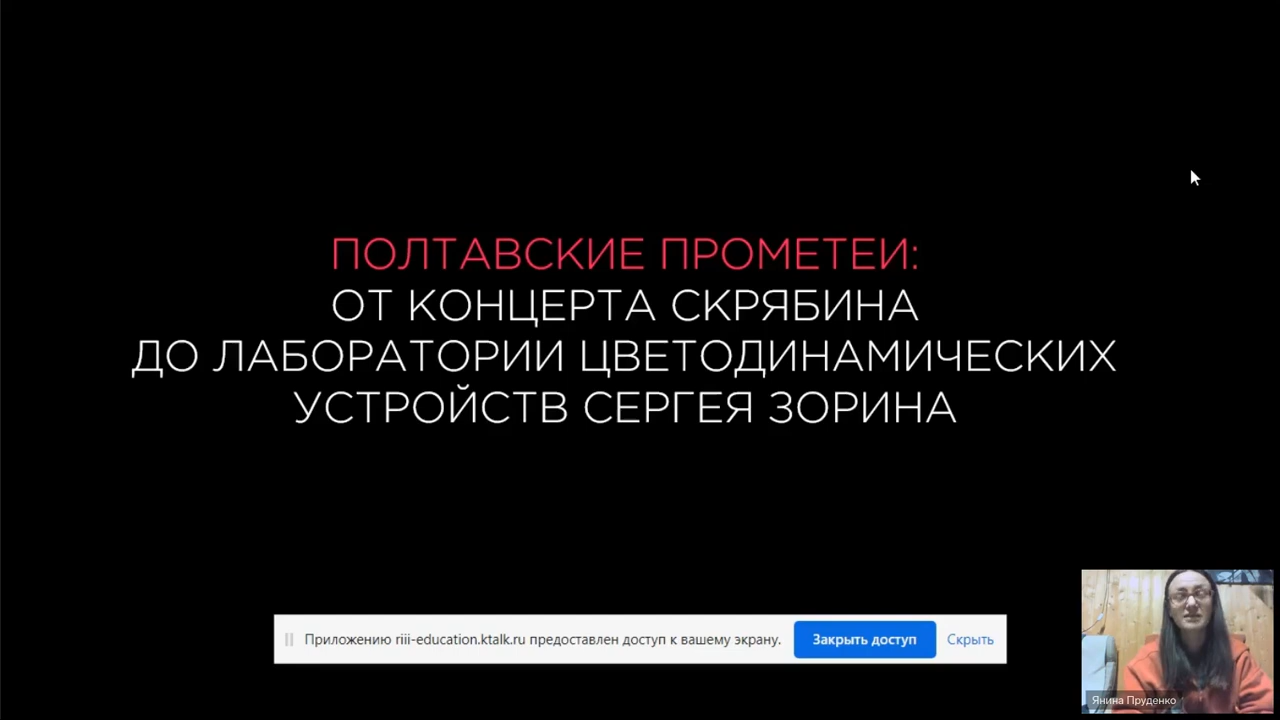 ПОЛТАВСКИЕ ПРОМЕТЕИ:
ОТ КОНЦЕРТА СКРЯБИНА
ДО ЛАБОРАТОРИИ ЦВЕТОДИНАМИЧЕСКИХ
УСТРОЙСТВ СЕРГЕЯ ЗОРИНА
Приложению riii-education.ktalk.ru предоставлен доступ к вашему экрану. Закрыть доступ Скрыть
Янина Пруденко